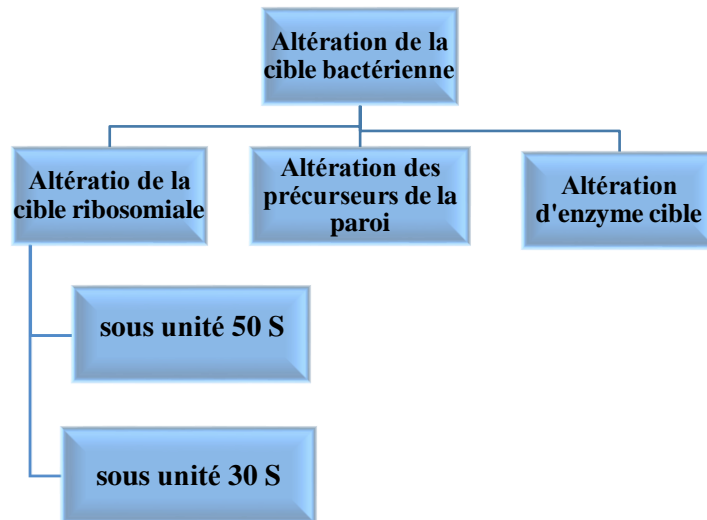 Altération de la
cible bactérienne
Altératio de la
cible ribosomiale
Altération des
précurseurs de la
paroi
Altération
d'enzyme cible
sous unité 50 S
sous unité 30 S